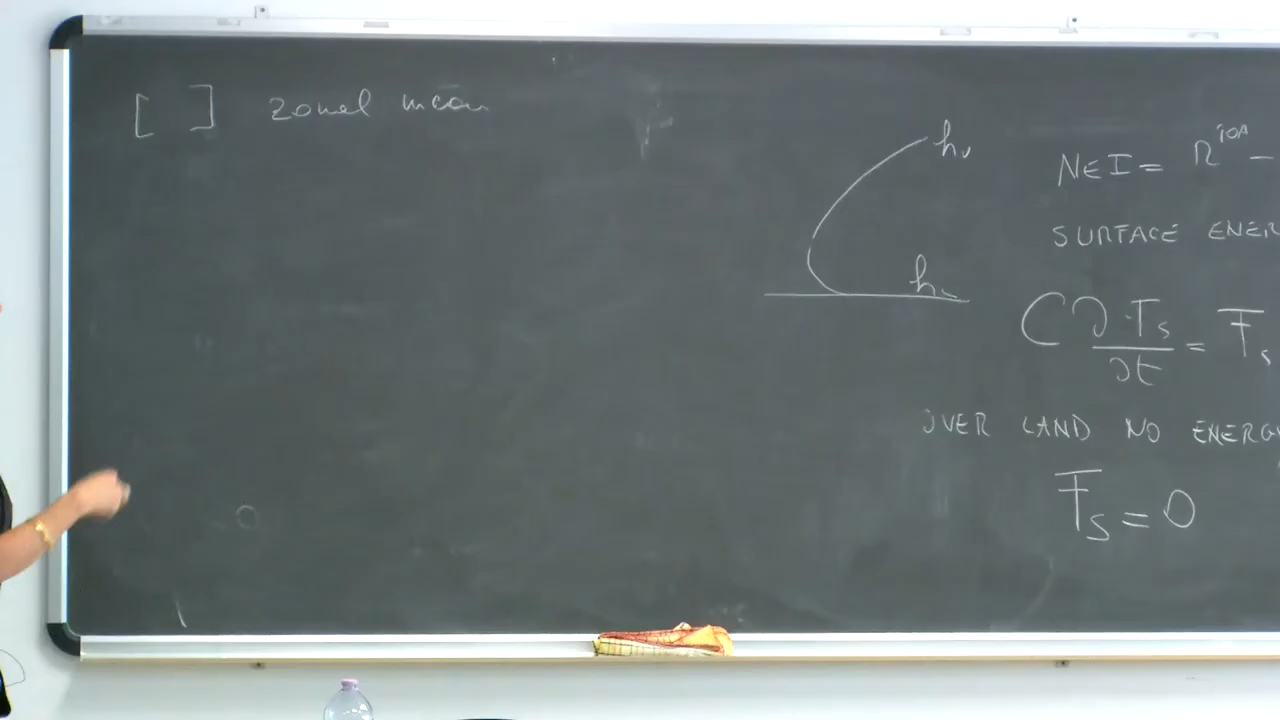 [ ] zonal mean
h
h
NEI = R^TOA -
SURFACE ENER
C ∂Ts/∂t = Fs
OVER LAND NO ENERG
Fs = 0